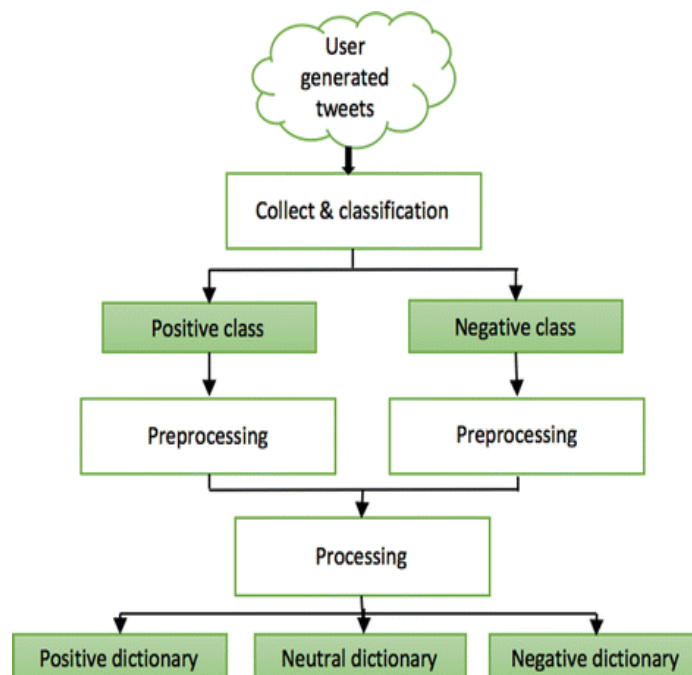 User
generated
tweets
Collect & classification
Positive class
Negative class
Preprocessing
Preprocessing
Processing
Positive dictionary
Neutral dictionary
Negative dictionary